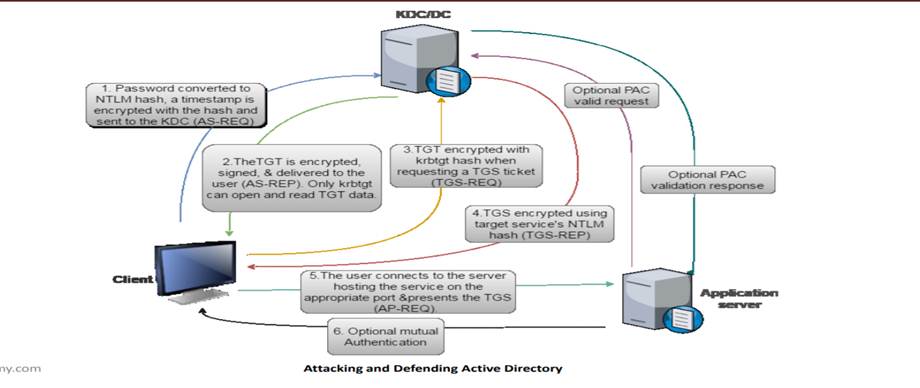 KDC/DC
1. Password converted to
NTLM hash, a timestamp is
encrypted with the hash and
sent to the KDC (AS-REQ)
Optional PAC
valid request
2.TheTGT is encrypted,
signed, & delivered to the
user (AS-REP). Only krbtgt
can open and read TGT data.
3.TGT encrypted with
krbtgt hash when
requesting a TGS ticket
(TGS-REQ)
Optional PAC
validation response
4.TGS encrypted using
target service's NTLM
hash (TGS-REP)
Client
5.The user connects to the server
hosting the service on the
appropriate port &presents the TGS
(AP-REQ).
Application
server
6. Optional mutual
Authentication
my.com
Attacking and Defending Active Directory